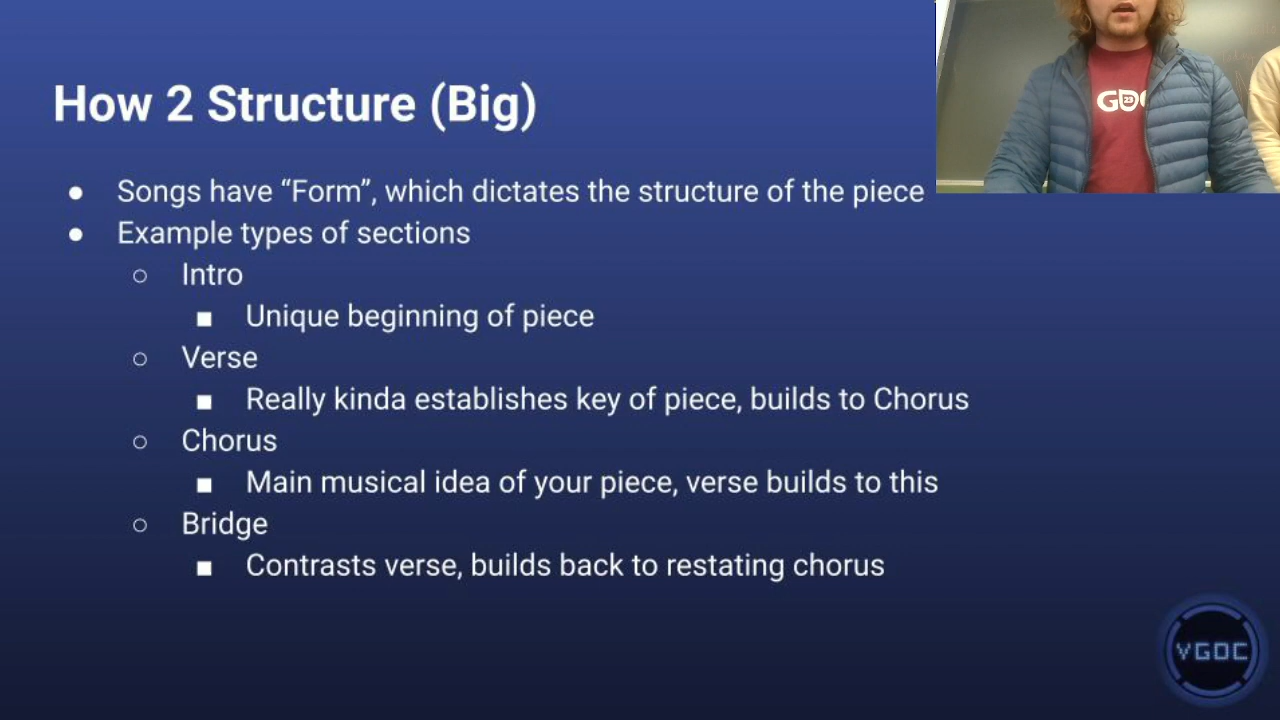 How 2 Structure (Big)
Songs have “Form”, which dictates the structure of the piece
Example types of sections
Intro
Unique beginning of piece
Verse
Really kinda establishes key of piece, builds to Chorus
Chorus
Main musical idea of your piece, verse builds to this
Bridge
Contrasts verse, builds back to restating chorus
23
VGDC